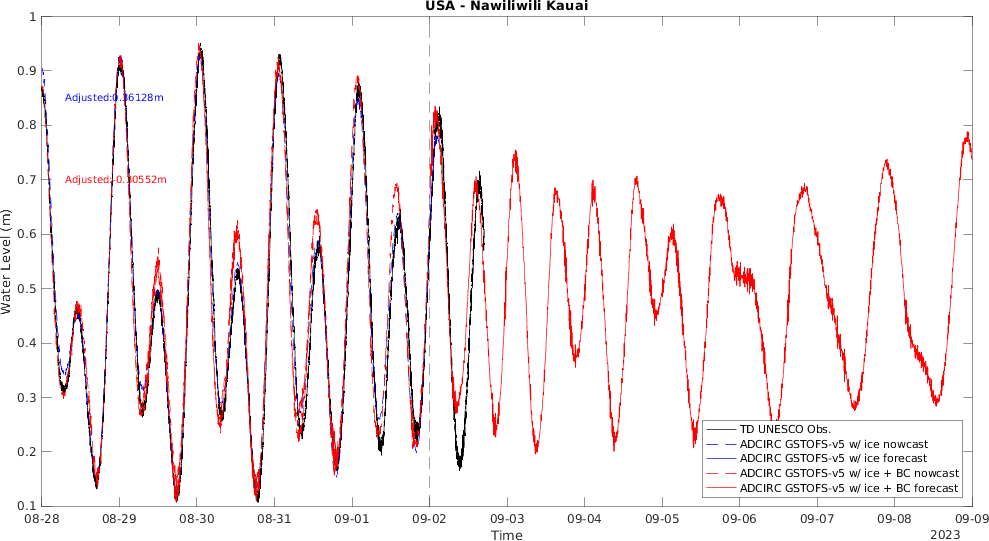 USA - Nawiliwili Kauai
1
0.9
0.8
0.7
0.6
0.5
0.4
0.3
0.2
0.1
Water Level (m)
Adjusted:0.36128m
Adjusted:-0.30552m
TD UNESCO Obs.
ADCIRC GSTOFS-v5 w/ ice nowcast
ADCIRC GSTOFS-v5 w/ ice forecast
ADCIRC GSTOFS-v5 w/ ice + BC nowcast
ADCIRC GSTOFS-v5 w/ ice + BC forecast
08-28 08-29 08-30 08-31 09-01 09-02 09-03 09-04 09-05 09-06 09-07 09-08 09-09
Time
2023